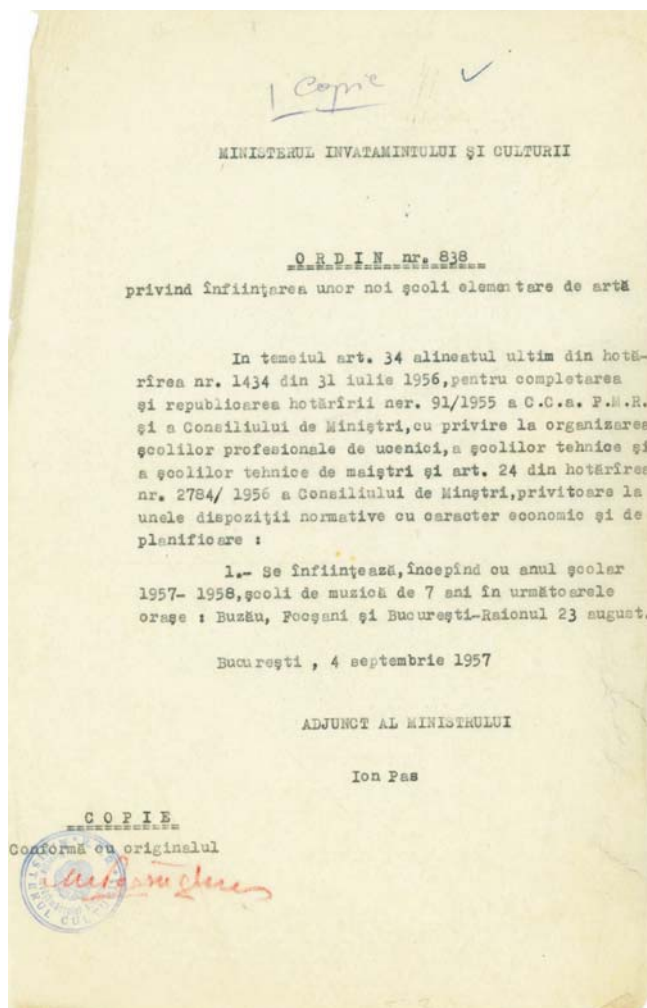 Copie
MINISTERUL INVATAMINTULUI ŞI CULTURII
O R D I N nr. 838
privind înfiinţarea unor noi şcoli elementare de artă
In temeiul art. 34 alineatul ultim din hotă-
rîrea nr. 1434 din 31 iulie 1956,pentru completarea
şi republicarea hotărîrii ner. 91/1955 a C.C.a. P.M.R.
şi a Consiliului de Miniştri,cu privire la organizarea
şcolilor profesionale de ucenici,a şcolilor tehnice şi
a şcolilor tehnice de maiştri şi art. 24 din hotărîrea
nr. 2784/ 1956 a Consiliului de Minştri,privitoare la
unele dispoziţii normative cu caracter economic şi de
planificare :
1.- Se înfiinţează,începînd cu anul şcolar
1957- 1958,şcoli de muzică de 7 ani în următoarele
oraşe : Buzău, Focşani şi Bucureşti-Raionul 23 august.
Bucureşti , 4 septembrie 1957
ADJUNCT AL MINISTRULUI
Ion Pas
C O P I E
Conformă cu originalul